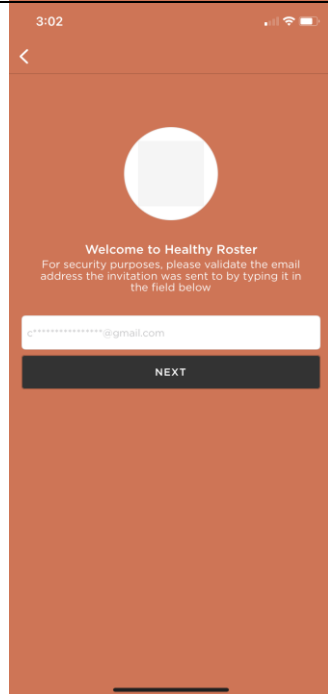 3:02
Welcome to Healthy Roster
For security purposes, please validate the email
address the invitation was sent to by typing it in
the field below
c***************@gmail.com
NEXT